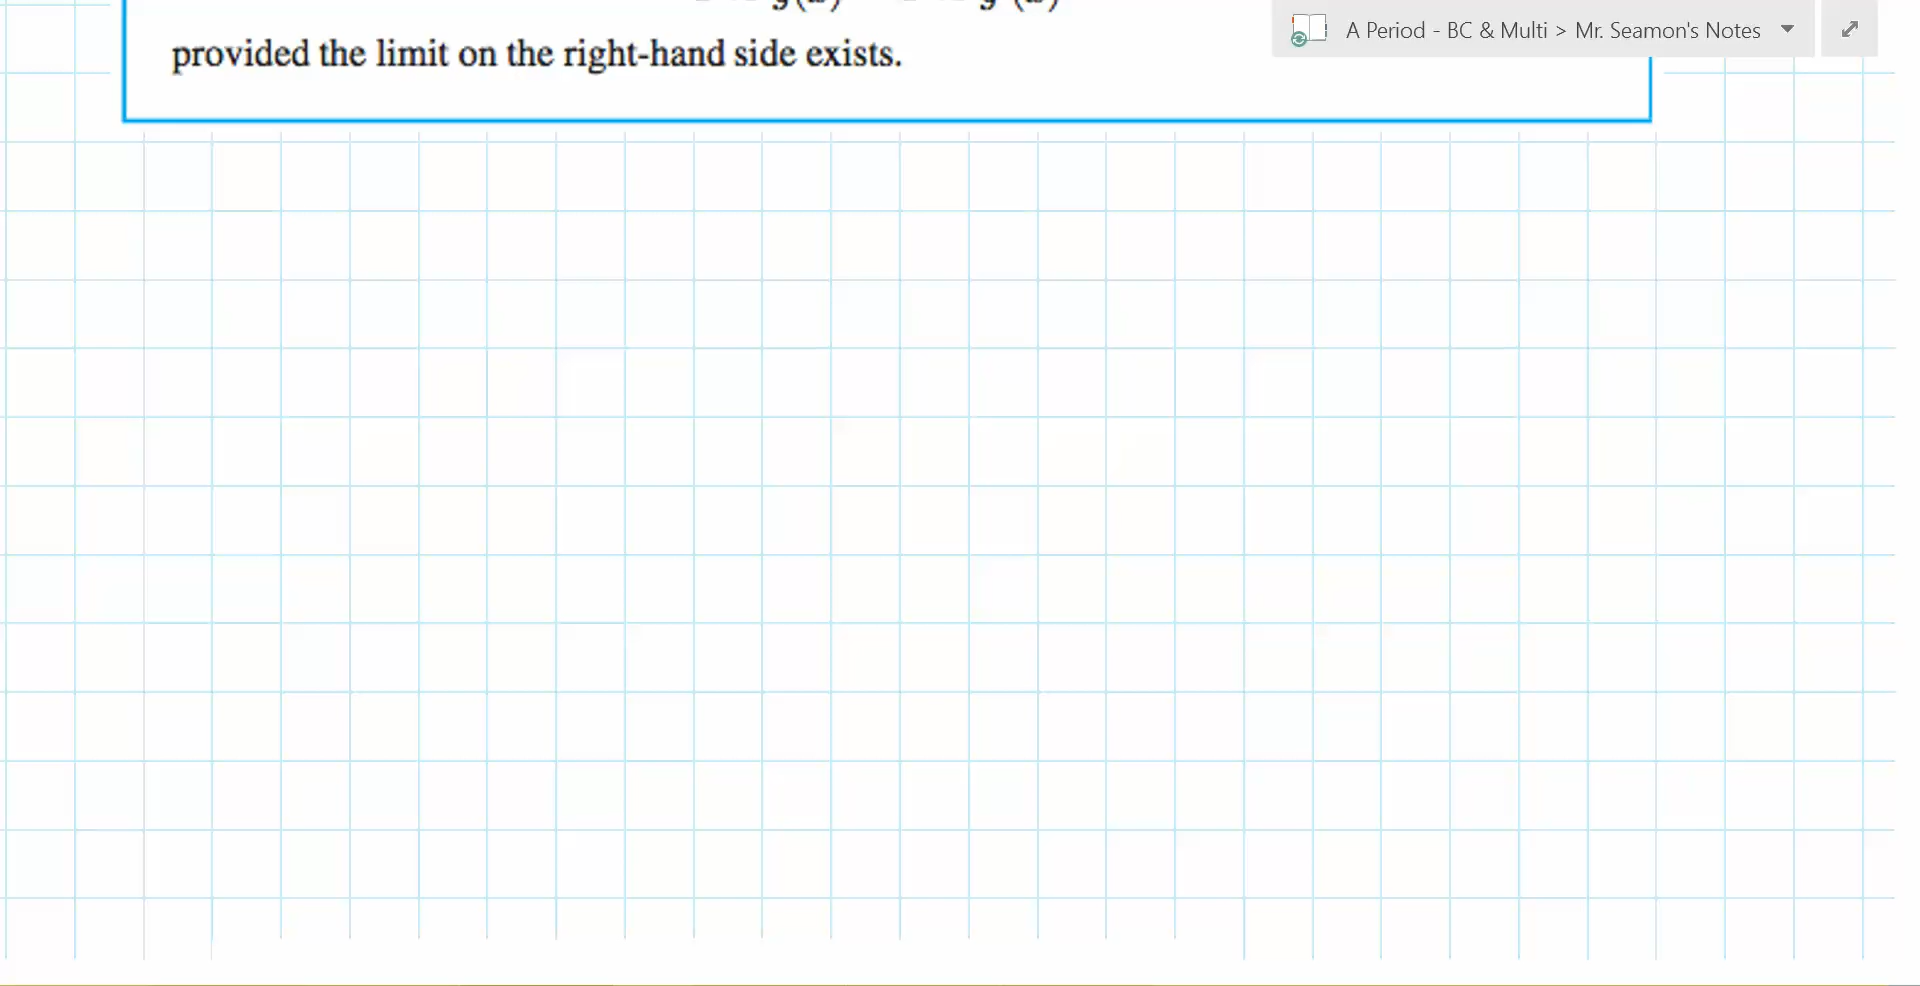 A Period - BC & Multi > Mr. Seamon's Notes
provided the limit on the right-hand side exists.